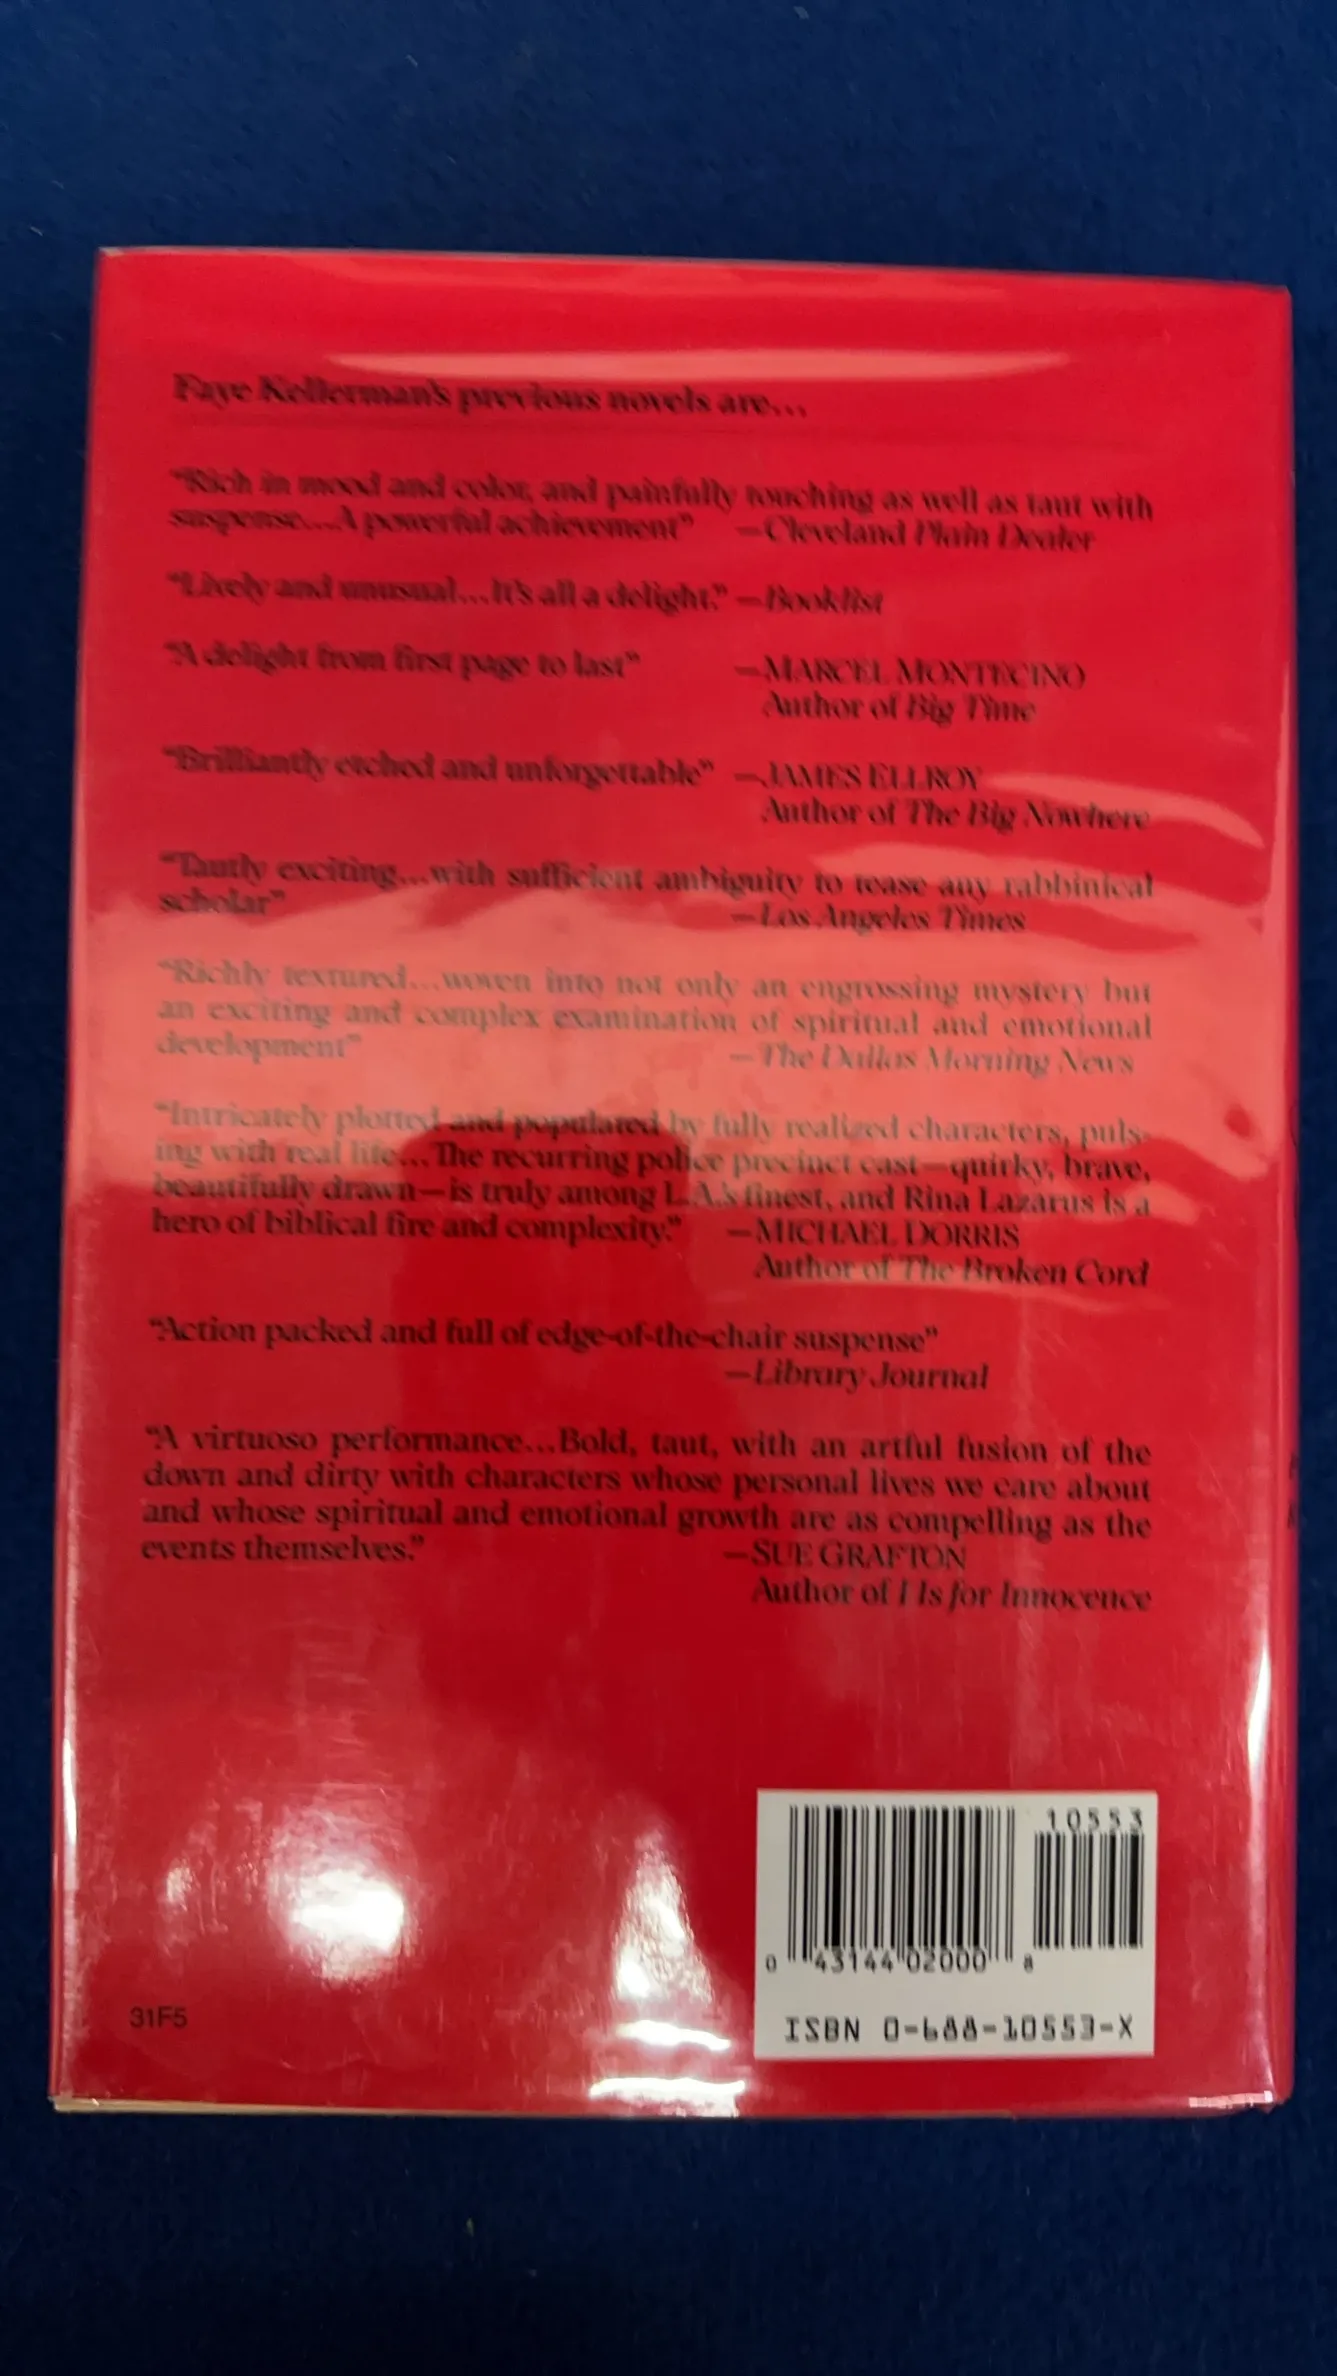 Faye Kellerman's previous novels are...
"Rich in mood and color, and painfully touching as well as taut with
suspense....A powerful achievement" —Cleveland Plain Dealer
"Lively and unusual...It's all a delight." —Booklist
"A delight from first page to last" —MARCEL MONTECINO
Author of Big Time
"Brilliantly etched and unforgettable" —JAMES ELLROY
Author of The Big Nowhere
"Tautly exciting...with sufficient ambiguity to tease any rabbinical
scholar" —Los Angeles Times
"Richly textured...woven into not only an engrossing mystery but
an exciting and complex examination of spiritual and emotional
development" —The Dallas Morning News
"Intricately plotted and populated by fully realized characters, puls-
ing with real life...The recurring police precinct cast—quirky, brave,
beautifully drawn—is truly among L.A.'s finest, and Rina Lazarus is a
hero of biblical fire and complexity." —MICHAEL DORRIS
Author of The Broken Cord
"Action packed and full of edge-of-the-chair suspense"
—Library Journal
"A virtuoso performance...Bold, taut, with an artful fusion of the
down and dirty with characters whose personal lives we care about
and whose spiritual and emotional growth are as compelling as the
events themselves." —SUE GRAFTON
Author of I Is for Innocence
10553
0 43144 02000 8
ISBN 0-688-10553-X
31F5